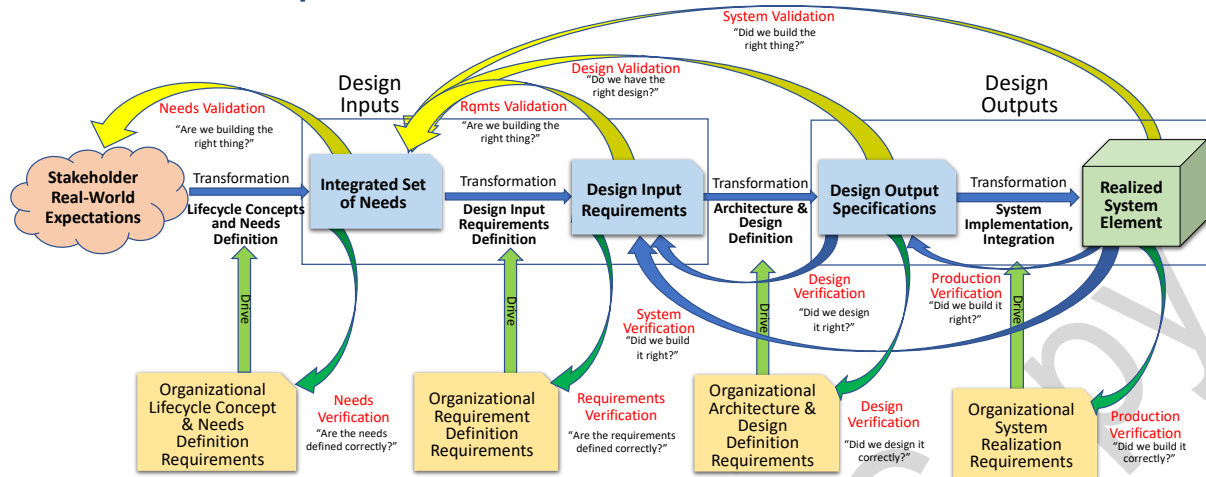 System Validation
"Did we build the
right thing?"
Design
Inputs
Design Validation
"Do we have the
right design?"
Design
Outputs
Needs Validation
"Are we building the
right thing?"
Rqmts Validation
"Are we building the
right thing?"
Stakeholder
Real-World
Expectations
Transformation
Lifecycle Concepts
and Needs
Definition
Integrated Set
of Needs
Transformation
Design Input
Requirements
Definition
Design Input
Requirements
Transformation
Architecture &
Design
Definition
Design Output
Specifications
Transformation
System
Implementation,
Integration
Realized
System
Element
Drive
Drive
System
Verification
"Did we build
it right?"
Drive
Design
Verification
"Did we design
it right?"
Production
Verification
"Did we build it
right?"
Drive
Organizational
Lifecycle Concept
& Needs
Definition
Requirements
Needs
Verification
"Are the needs
defined correctly?"
Organizational
Requirement
Definition
Requirements
Requirements
Verification
"Are the requirements
defined correctly?"
Organizational
Architecture &
Design
Definition
Requirements
Design
Verification
"Did we design it
correctly?"
Organizational
System
Realization
Requirements
Production
Verification
"Did we build it
correctly?"